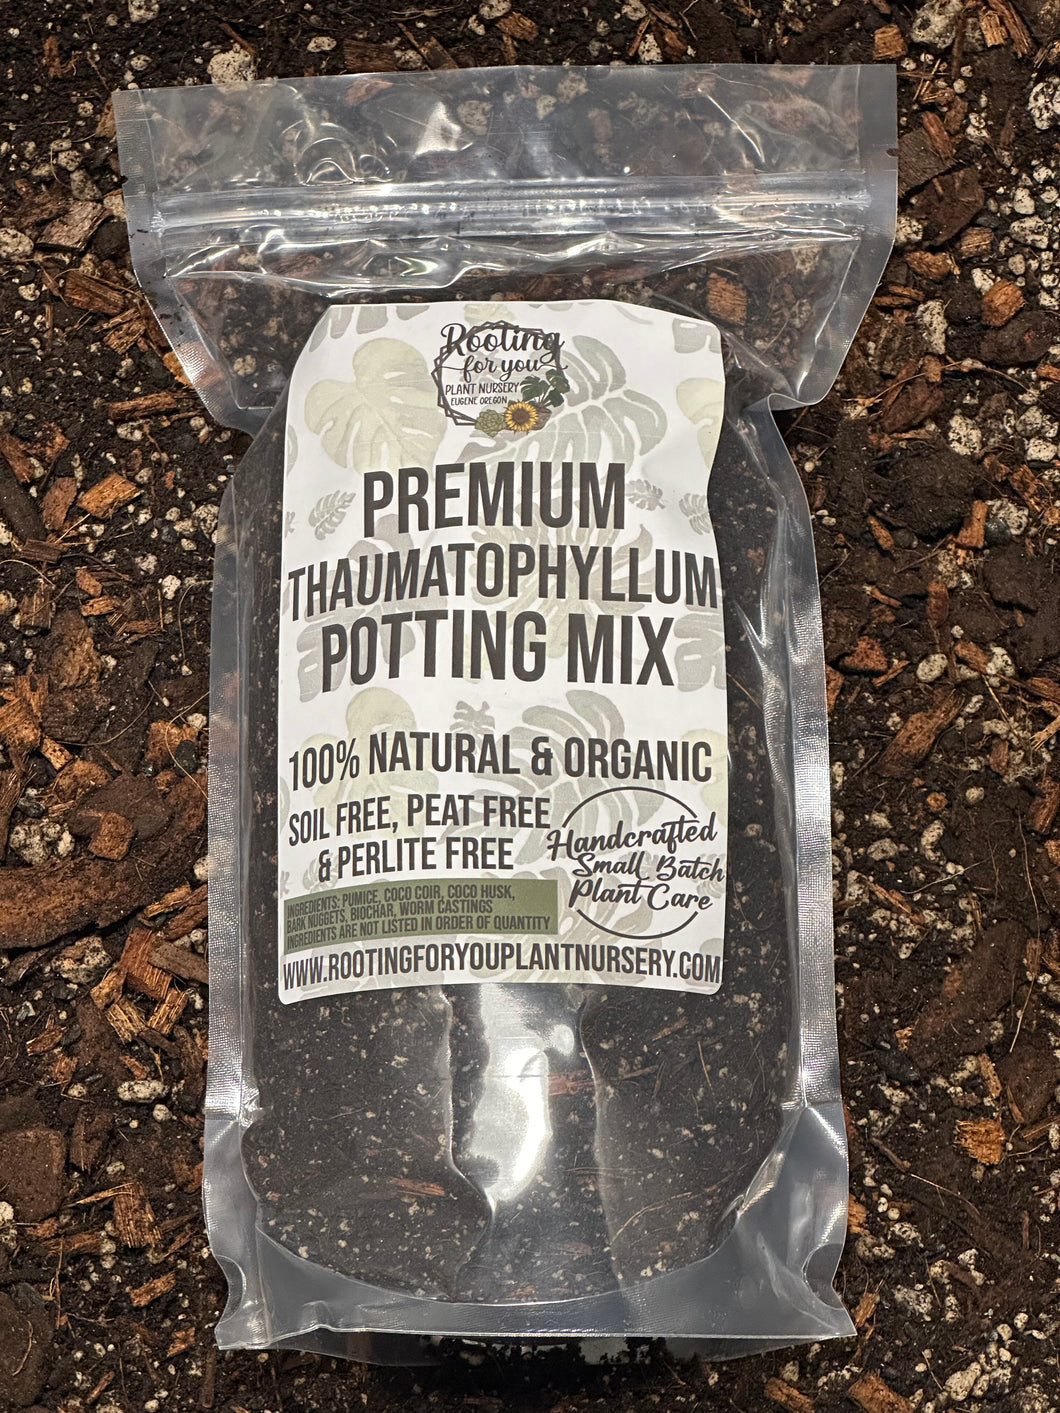 Rooting
for you
PLANT NURSERY
EUGENE OREGON
PREMIUM
THAUMATOPHYLLUM
POTTING MIX
100% NATURAL & ORGANIC
SOIL FREE, PEAT FREE
& PERLITE FREE
Handcrafted
Small Batch
Plant Care
INGREDIENTS: PUMICE, COCO COIR, COCO HUSK,
BARK NUGGETS, BIOCHAR, WORM CASTINGS
INGREDIENTS ARE NOT LISTED IN ORDER OF QUANTITY
WWW.ROOTINGFORYOUPLANTNURSERY.COM